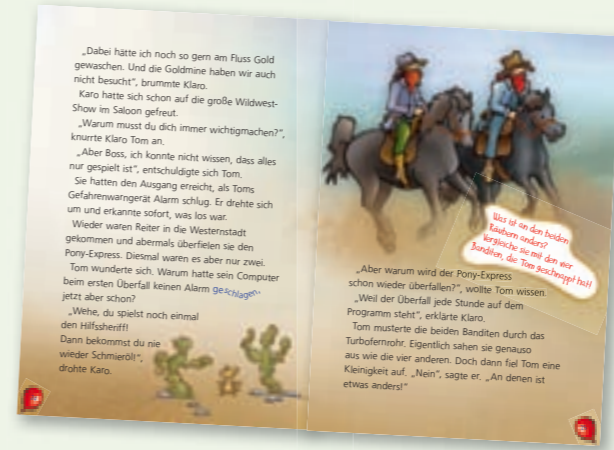 „Dabei hätte ich noch so gern am Fluss Gold
gewaschen. Und die Goldmine haben wir auch
nicht besucht“, brummte Klaro.
Karo hatte sich schon auf die große Wildwest-
Show im Saloon gefreut.
„Warum musst du dich immer wichtigmachen?“,
knurrte Klaro Tom an.
„Aber Boss, ich konnte nicht wissen, dass alles
nur gespielt ist“, entschuldigte sich Tom.
Sie hatten den Ausgang erreicht, als Toms
Gefahrenwarngerät Alarm schlug. Er drehte sich
um und erkannte sofort, was los war.
Wieder waren Reiter in die Westernstadt
gekommen und abermals überfielen sie den
Pony-Express. Diesmal waren es aber nur zwei.
Tom wunderte sich. Warum hatte sein Computer
beim ersten Überfall keinen Alarm geschlagen,
jetzt aber schon?
„Wehe, du spielst noch einmal
den Hilfssheriff!
Dann bekommst du nie
wieder Schmieröl!“,
drohte Karo.
Was ist an den beiden
Räubern anders?
Vergleiche sie mit den vier
Banditen, die Tom geschnappt hat!
„Aber warum wird der Pony-Express
schon wieder überfallen?“, wollte Tom wissen.
„Weil der Überfall jede Stunde auf dem
Programm steht“, erklärte Klaro.
Tom musterte die beiden Banditen durch das
Turbofernrohr. Eigentlich sahen sie genauso
aus wie die vier anderen. Doch dann fiel Tom eine
Kleinigkeit auf. „Nein“, sagte er. „An denen ist
etwas anders!“